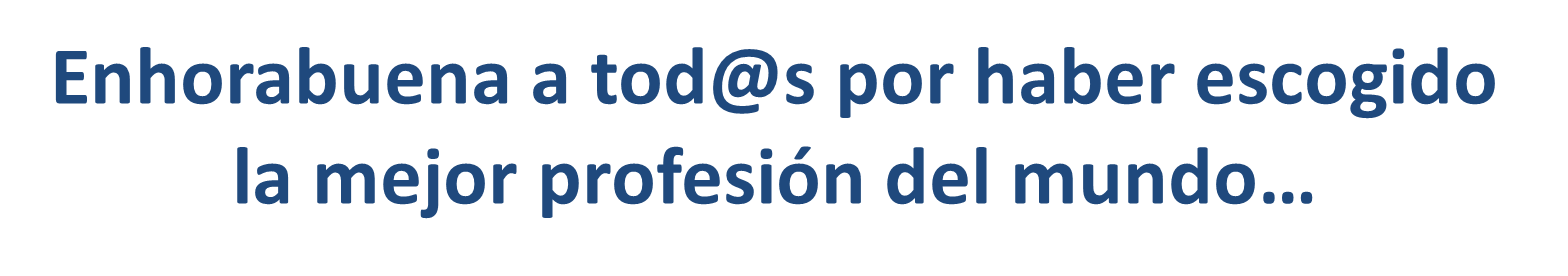 Enhorabuena a tod@s por haber escogido
la mejor profesión del mundo...